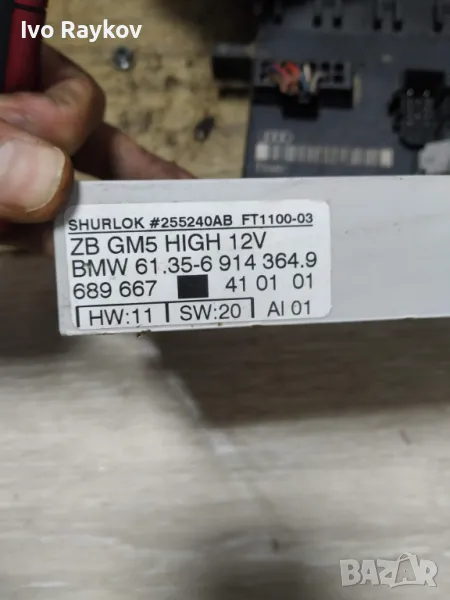 Ivo Raykov
SHURLOK #255240AB FT1100-03
ZB GM5 HIGH 12V
BMW 61.35-6 914 364.9
689 667 41 01 01
HW:11 SW:20 AI 01
BAZAR